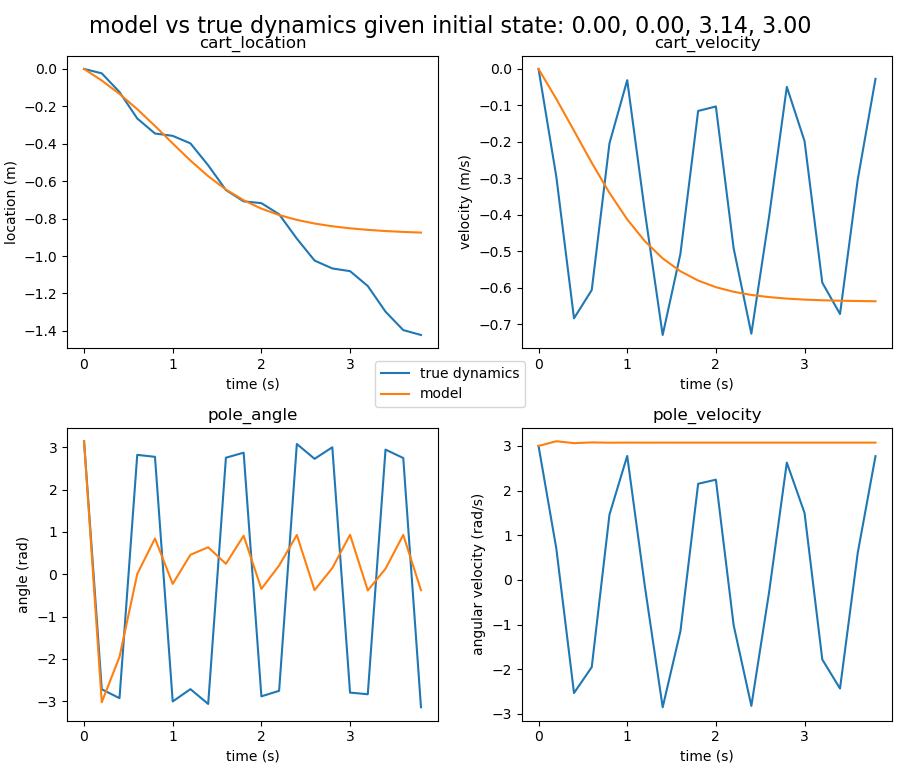 model vs true dynamics given initial state: 0.00, 0.00, 3.14, 3.00
cart_location
location (m)
0.0
−0.2
−0.4
−0.6
−0.8
−1.0
−1.2
−1.4
0 1 2 3
time (s)
cart_velocity
velocity (m/s)
0.0
−0.1
−0.2
−0.3
−0.4
−0.5
−0.6
−0.7
0 1 2 3
time (s)
true dynamics
model
pole_angle
angle (rad)
3
2
1
0
−1
−2
−3
0 1 2 3
time (s)
pole_velocity
angular velocity (rad/s)
3
2
1
0
−1
−2
−3
0 1 2 3
time (s)